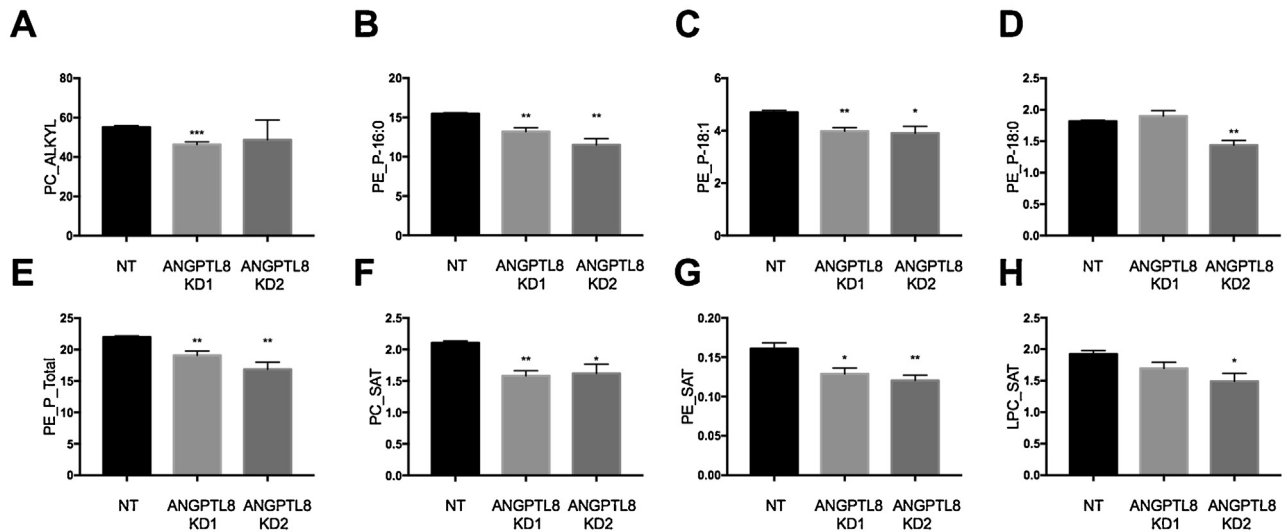 A
B
C
D
PC_ALKYL
80
60
40
20
0
***
NT
ANGPTL8
KD1
ANGPTL8
KD2
PE_P-16:0
20
15
10
5
0
**
**
NT
ANGPTL8
KD1
ANGPTL8
KD2
PE_P-18:1
6
4
2
0
**
*
NT
ANGPTL8
KD1
ANGPTL8
KD2
PE_P-18:0
2.5
2.0
1.5
1.0
0.5
0.0
**
NT
ANGPTL8
KD1
ANGPTL8
KD2
E
F
G
H
PE_P_Total
25
20
15
10
5
0
**
**
NT
ANGPTL8
KD1
ANGPTL8
KD2
PC_SAT
2.5
2.0
1.5
1.0
0.5
0.0
**
*
NT
ANGPTL8
KD1
ANGPTL8
KD2
PE_SAT
0.20
0.15
0.10
0.05
0.00
*
**
NT
ANGPTL8
KD1
ANGPTL8
KD2
LPC_SAT
2.5
2.0
1.5
1.0
0.5
0.0
*
NT
ANGPTL8
KD1
ANGPTL8
KD2